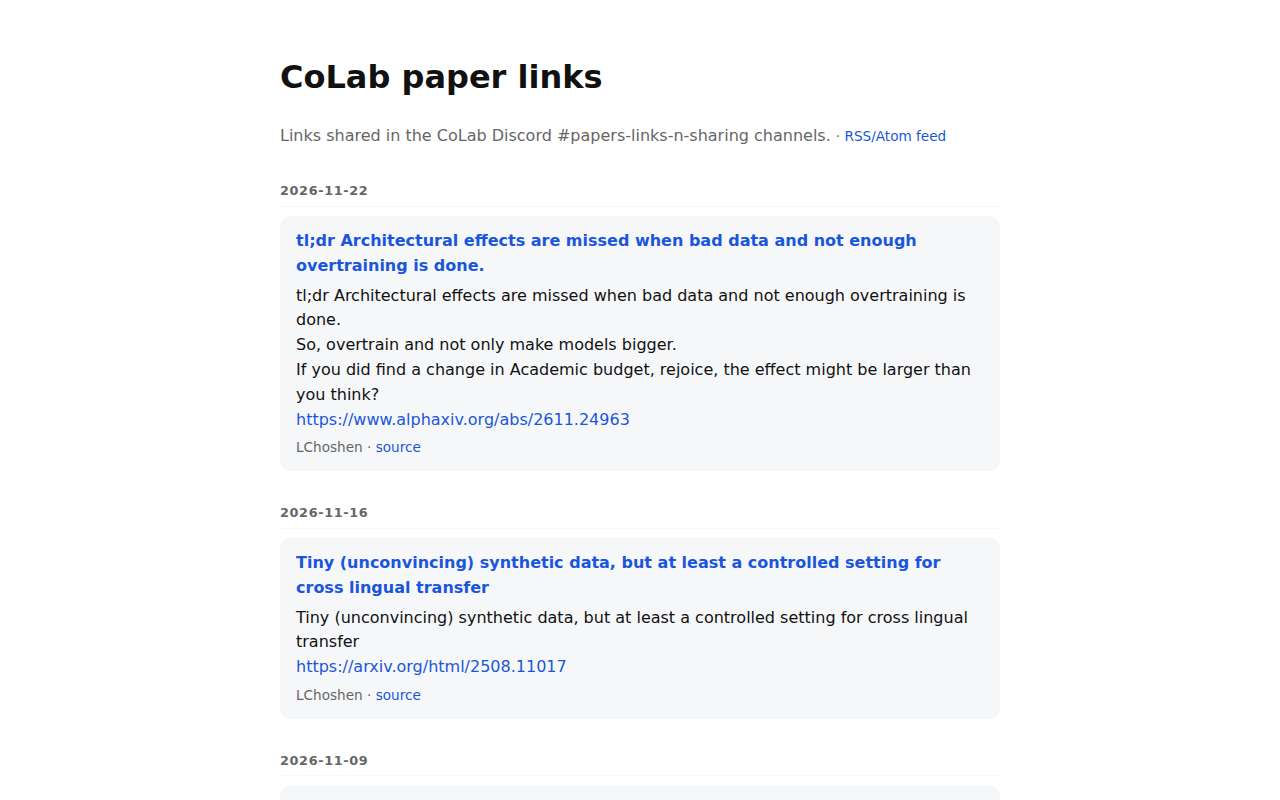 CoLab paper links
Links shared in the CoLab Discord #papers-links-n-sharing channels. · RSS/Atom feed
2026-11-22
tl;dr Architectural effects are missed when bad data and not enough
overtraining is done.
tl;dr Architectural effects are missed when bad data and not enough overtraining is
done.
So, overtrain and not only make models bigger.
If you did find a change in Academic budget, rejoice, the effect might be larger than
you think?
https://www.alphaxiv.org/abs/2611.24963
LChoshen · source
2026-11-16
Tiny (unconvincing) synthetic data, but at least a controlled setting for
cross lingual transfer
Tiny (unconvincing) synthetic data, but at least a controlled setting for cross lingual
transfer
https://arxiv.org/html/2508.11017
LChoshen · source
2026-11-09